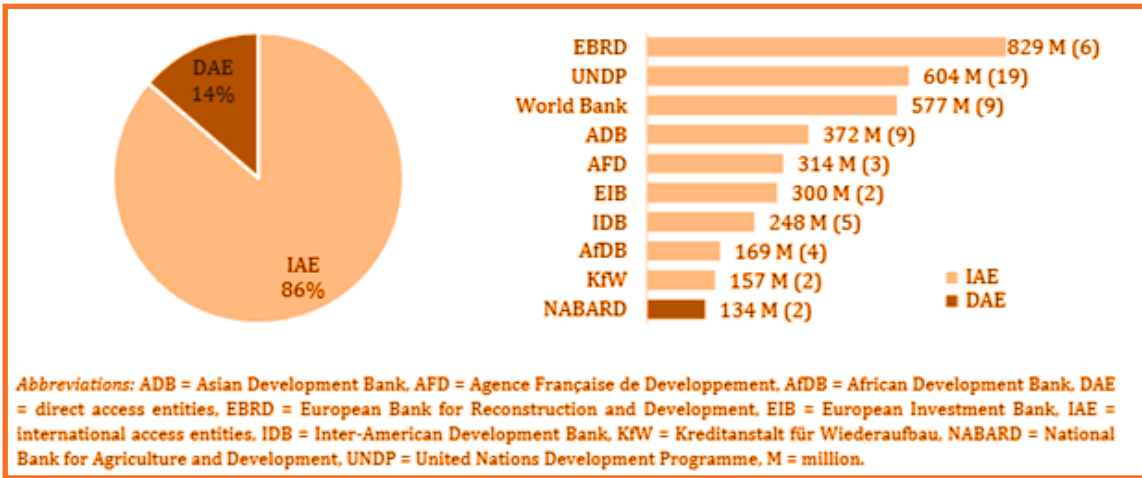 DAE
14%
IAE
86%
EBRD 829 M (6)
UNDP 604 M (19)
World Bank 577 M (9)
ADB 372 M (9)
AFD 314 M (3)
EIB 300 M (2)
IDB 248 M (5)
AfDB 169 M (4)
KfW 157 M (2)
NABARD 134 M (2)
IAE
DAE
Abbreviations: ADB = Asian Development Bank, AFD = Agence Française de Developpement, AfDB = African Development Bank, DAE
= direct access entities, EBRD = European Bank for Reconstruction and Development, EIB = European Investment Bank, IAE =
international access entities, IDB = Inter-American Development Bank, KfW = Kreditanstalt für Wiederaufbau, NABARD = National
Bank for Agriculture and Development, UNDP = United Nations Development Programme, M = million.